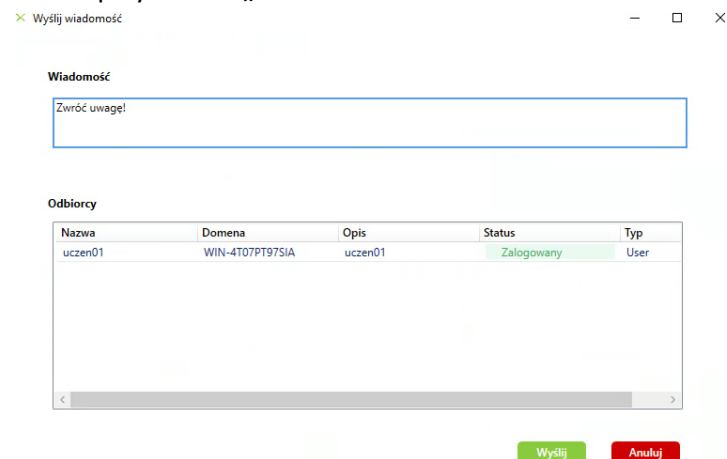 Wyślij wiadomość
Wiadomość
Zwróć uwagę!
Odbiorcy
Nazwa Domena Opis Status Typ
uczen01 WIN-4T07PT97SIA uczen01 Zalogowany User
Wyślij Anuluj